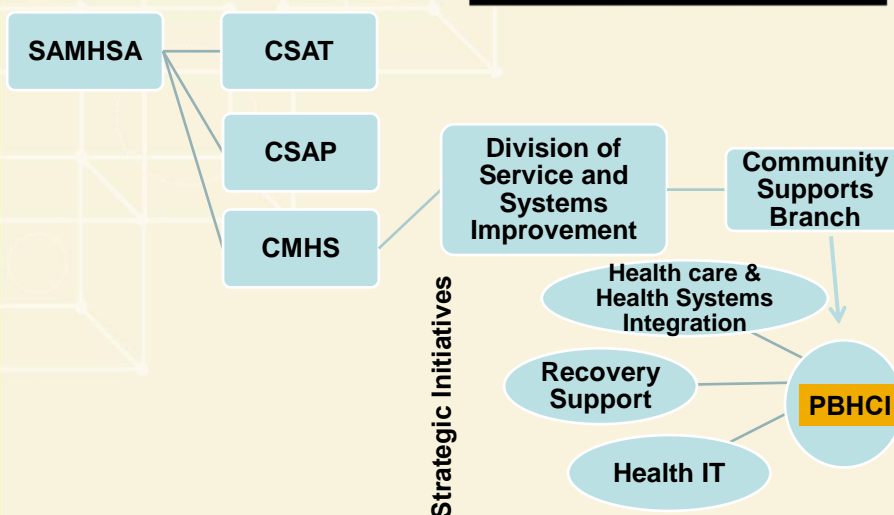 SAMHSA
CSAT
CSAP
CMHS
Division of
Service and
Systems
Improvement
Community
Supports
Branch
Strategic Initiatives
Health care &
Health Systems
Integration
Recovery
Support
Health IT
PBHCI